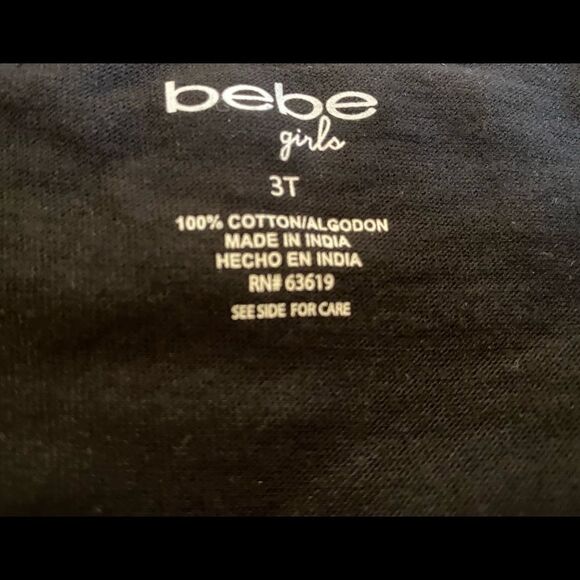 bebe
girls
3T
100% COTTON/ALGODON
MADE IN INDIA
HECHO EN INDIA
RN# 63619
SEE SIDE FOR CARE